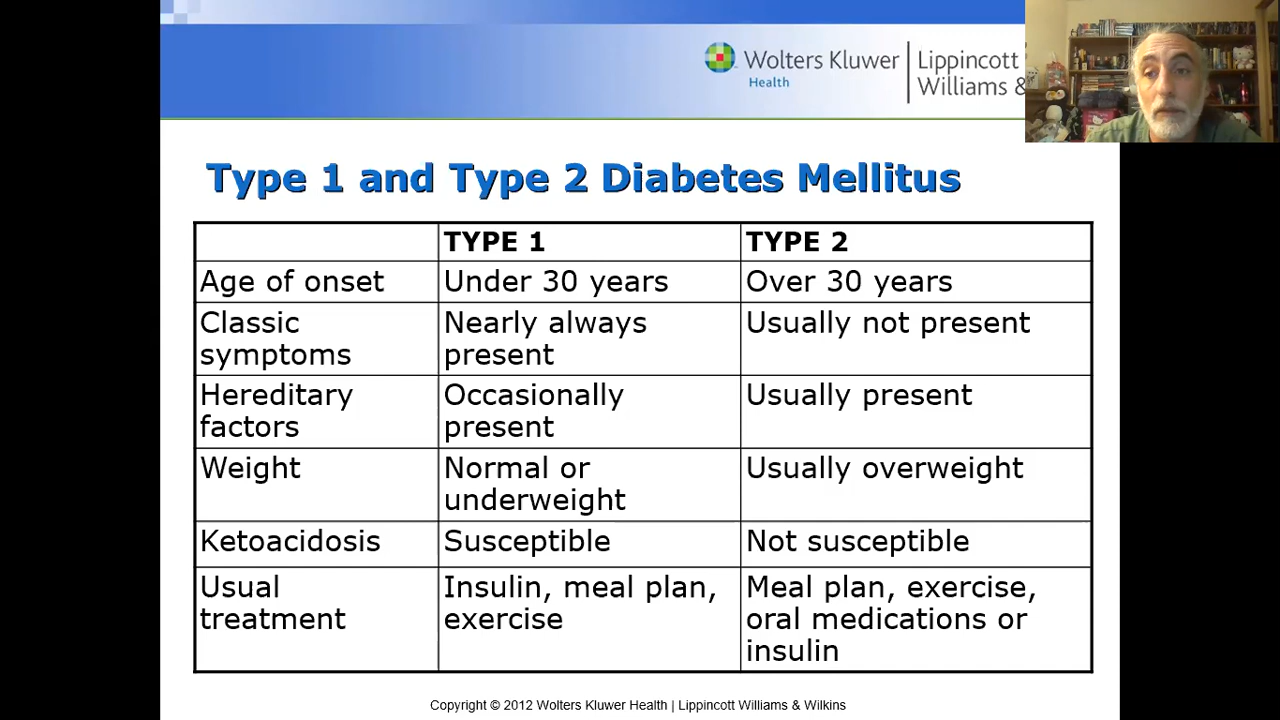 Wolters Kluwer
Health
Lippincott
Williams &
Type 1 and Type 2 Diabetes Mellitus
TYPE 1
TYPE 2
Age of onset
Under 30 years
Over 30 years
Classic
symptoms
Nearly always
present
Usually not present
Hereditary
factors
Occasionally
present
Usually present
Weight
Normal or
underweight
Usually overweight
Ketoacidosis
Susceptible
Not susceptible
Usual
treatment
Insulin, meal plan,
exercise
Meal plan, exercise,
oral medications or
insulin
Copyright © 2012 Wolters Kluwer Health | Lippincott Williams & Wilkins